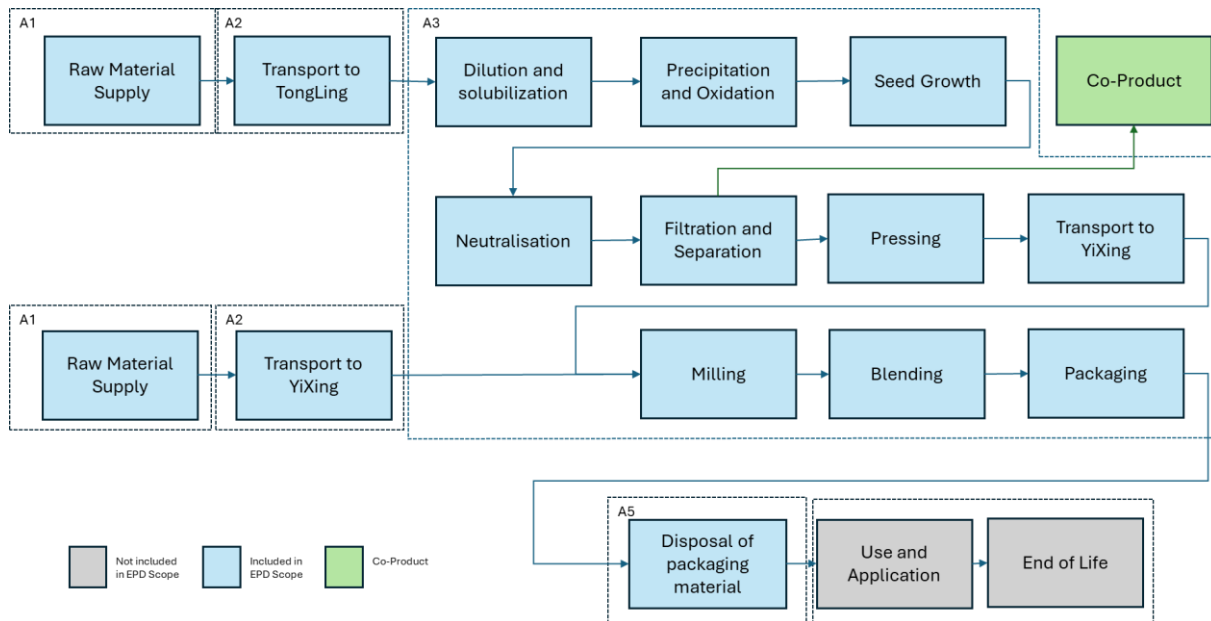 A1
Raw Material
Supply
A2
Transport to
TongLing
A3
Dilution and
solubilization
Precipitation
and Oxidation
Seed Growth
Co-Product
Neutralisation
Filtration and
Separation
Pressing
Transport to
YiXing
A1
Raw Material
Supply
A2
Transport to
YiXing
Milling
Blending
Packaging
A5
Disposal of
packaging
material
Use and
Application
End of Life
Not included
in EPD Scope
Included in
EPD Scope
Co-Product